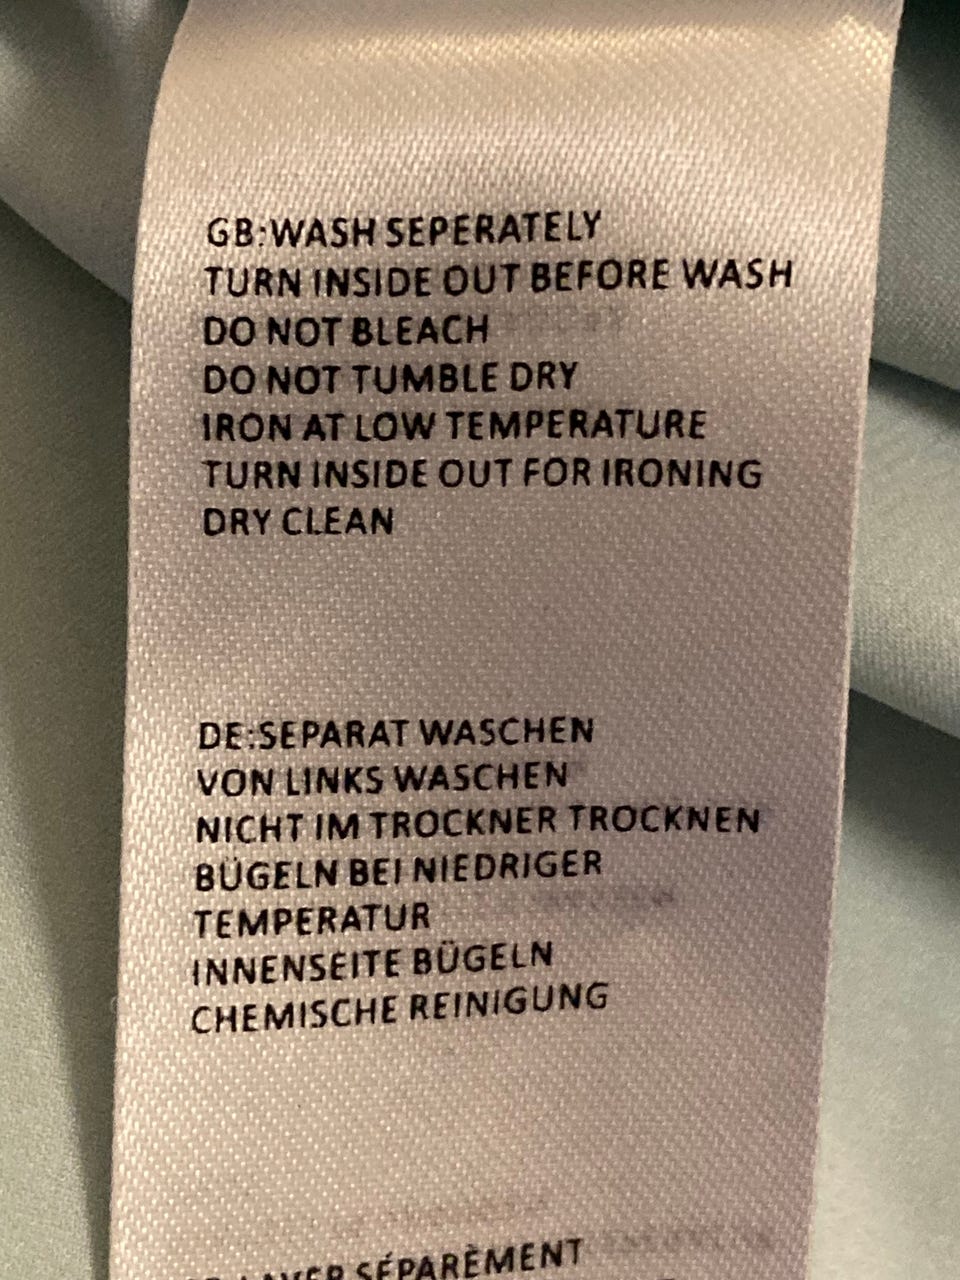 GB:WASH SEPERATELY
TURN INSIDE OUT BEFORE WASH
DO NOT BLEACH
DO NOT TUMBLE DRY
IRON AT LOW TEMPERATURE
TURN INSIDE OUT FOR IRONING
DRY CLEAN
DE:SEPARAT WASCHEN
VON LINKS WASCHEN
NICHT IM TROCKNER TROCKNEN
BÜGELN BEI NIEDRIGER
TEMPERATUR
INNENSEITE BÜGELN
CHEMISCHE REINIGUNG
LAVER SÉPARÈMENT